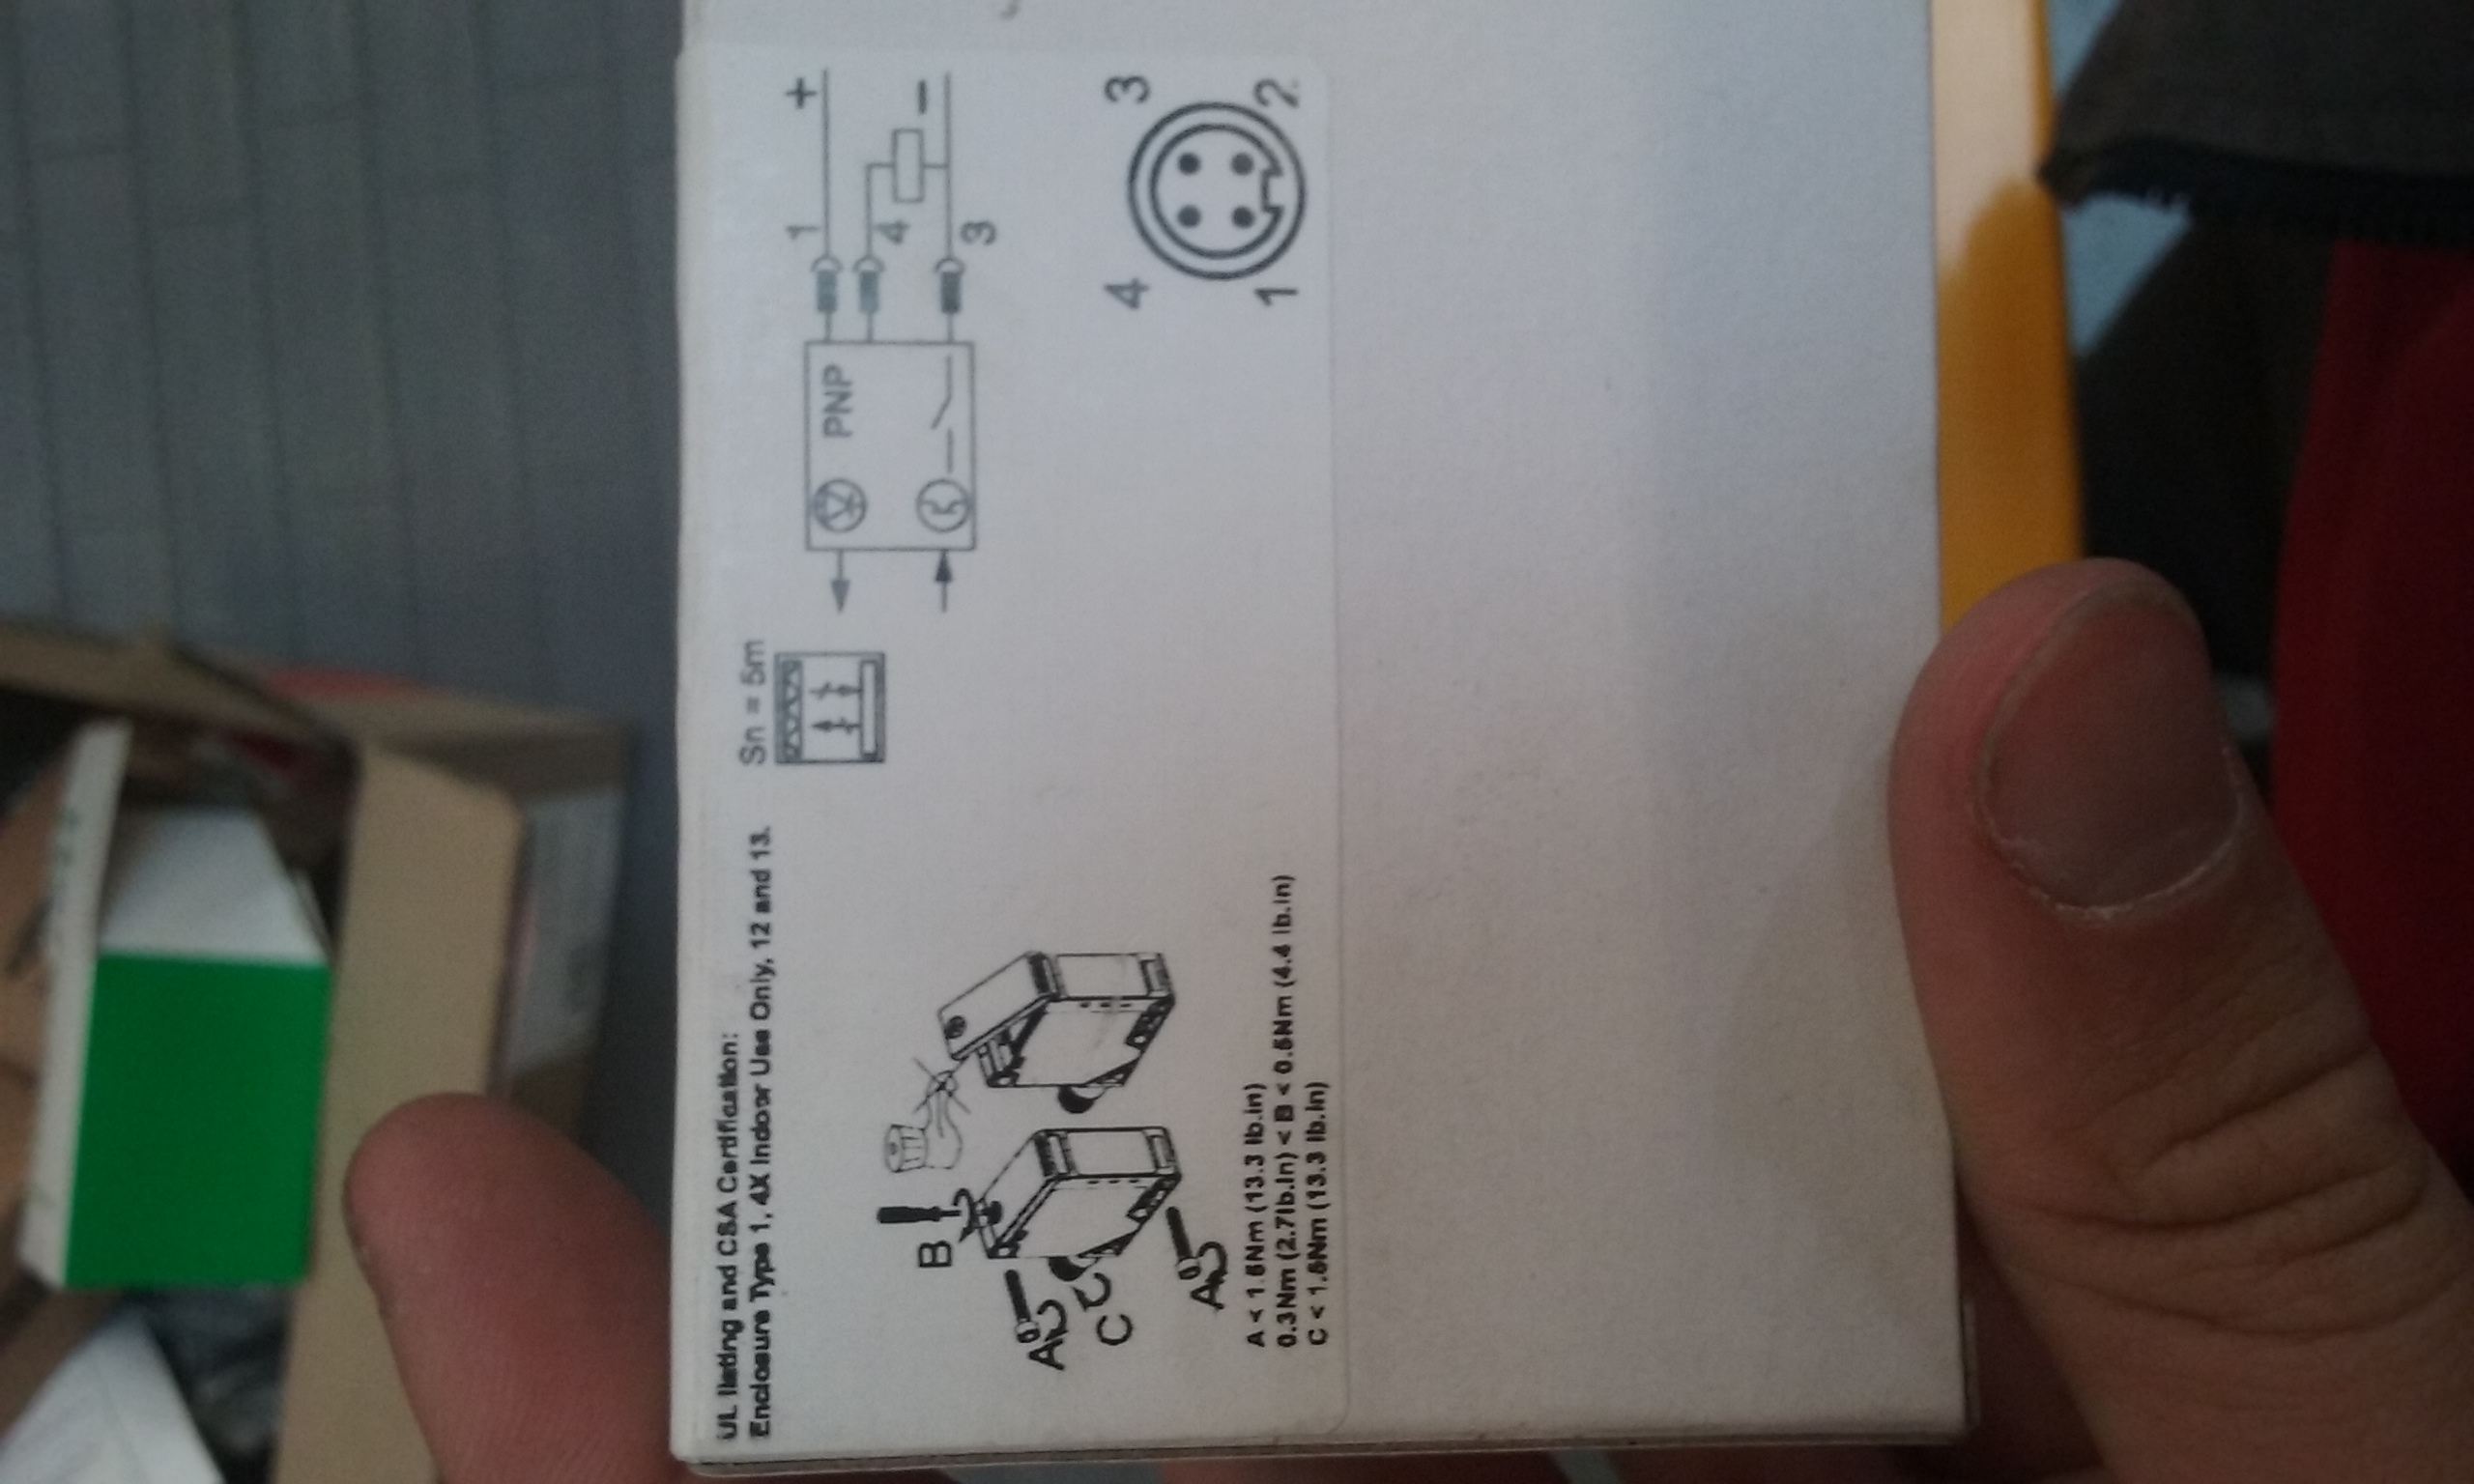 UL listing and CSA Certification:
Enclosure Type 1, 4X Indoor Use Only, 12 and 13.
Sn = 5m
PNP
1
+
4
3
−
B
A
C
A
4
3
1
2
A < 1.5Nm (13.3 lb.in)
0.3Nm (2.7lb.in) < B < 0.5Nm (4.4 lb.in)
C < 1.5Nm (13.3 lb.in)